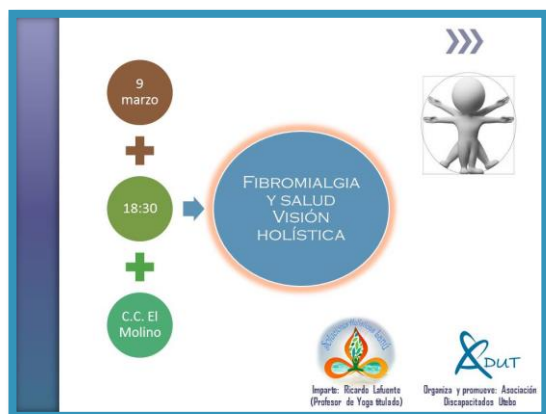 9
marzo
18:30
C.C. El
Molino
FIBROMIALGIA
Y SALUD
VISIÓN
HOLÍSTICA
Imparte: Ricardo Lafuente
(Profesor de Yoga titulado)
DUT
Organiza y promueve: Asociación
Discapacitados Utebo